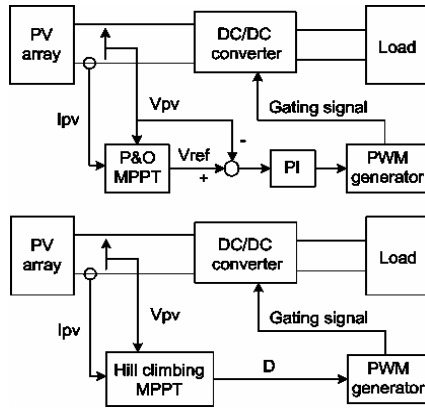 PV
array
DC/DC
converter
Load
Ipv
Vpv
Gating signal
P&O
MPPT
Vref
+
-
PI
PWM
generator
PV
array
DC/DC
converter
Load
Ipv
Vpv
Gating signal
Hill climbing
MPPT
D
PWM
generator